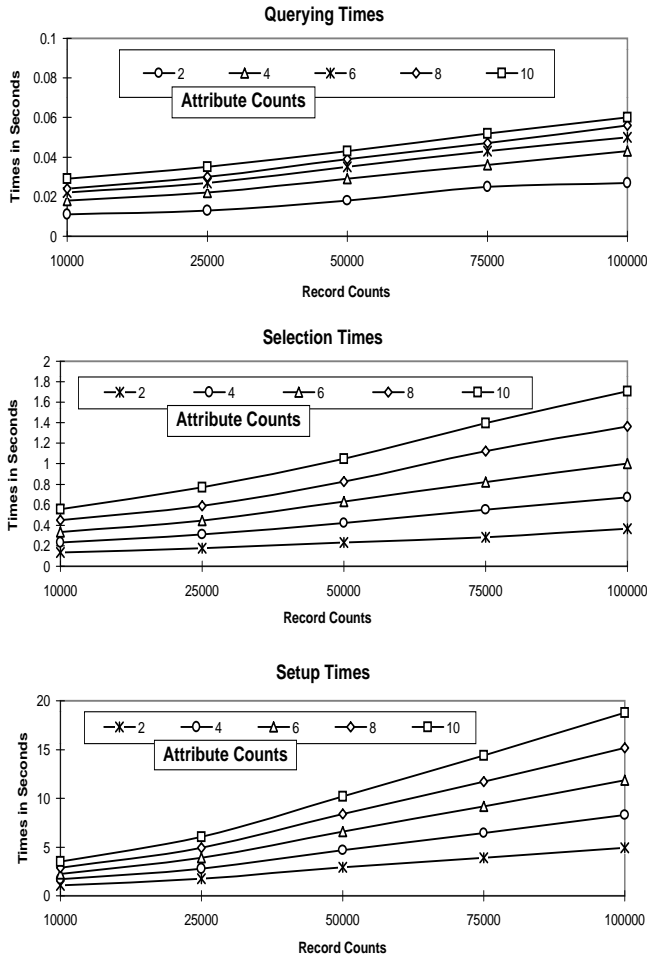 Querying Times
0.1
0.08
0.06
0.04
0.02
0
Times in Seconds
2 4 6 8 10
Attribute Counts
10000 25000 50000 75000 100000
Record Counts
Selection Times
2
1.8
1.6
1.4
1.2
1
0.8
0.6
0.4
0.2
0
Times in Seconds
2 4 6 8 10
Attribute Counts
10000 25000 50000 75000 100000
Record Counts
Setup Times
20
15
10
5
0
Times in Seconds
2 4 6 8 10
Attribute Counts
10000 25000 50000 75000 100000
Record Counts